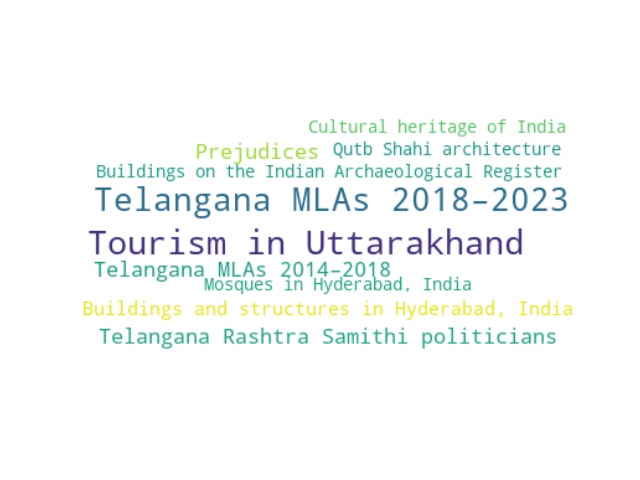 Cultural heritage of India
Prejudices Qutb Shahi architecture
Buildings on the Indian Archaeological Register
Telangana MLAs 2018–2023
Tourism in Uttarakhand
Telangana MLAs 2014–2018
Mosques in Hyderabad, India
Buildings and structures in Hyderabad, India
Telangana Rashtra Samithi politicians